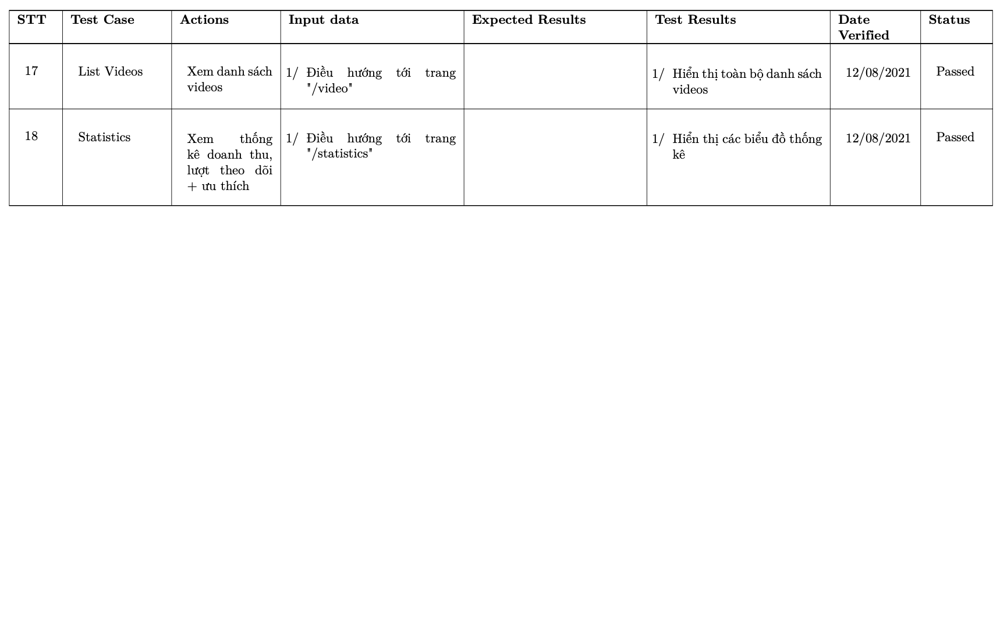 STT Test Case Actions Input data Expected Results Test Results Date Verified Status
17 List Videos Xem danh sách videos 1/ Điều hướng tới trang "/video" 1/ Hiển thị toàn bộ danh sách videos 12/08/2021 Passed
18 Statistics Xem thống kê doanh thu, lượt theo dõi + ưu thích 1/ Điều hướng tới trang "/statistics" 1/ Hiển thị các biểu đồ thống kê 12/08/2021 Passed